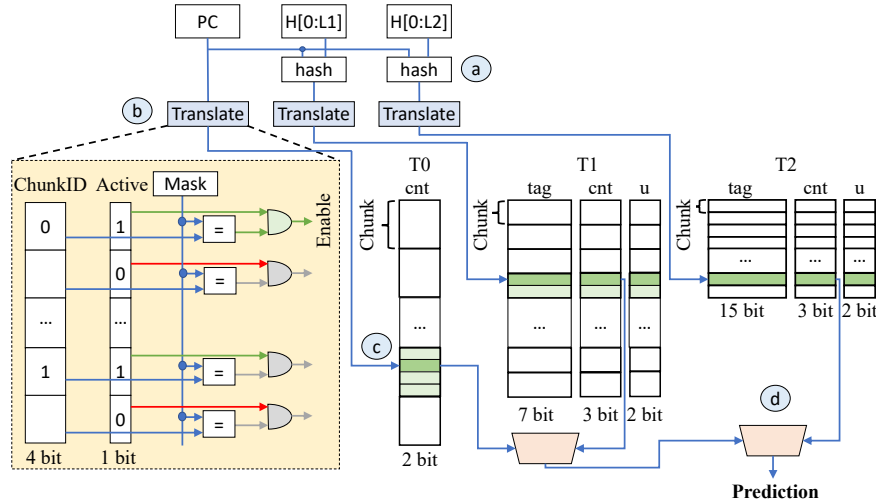 PC
H[0:L1]
H[0:L2]
hash
hash
a
b
Translate
Translate
Translate
ChunkID
Active
Mask
Enable
0
1
=
0
=
...
...
1
1
=
0
=
4 bit
1 bit
T0
cnt
Chunk
...
c
2 bit
T1
tag
cnt
u
Chunk
...
...
...
7 bit
3 bit
2 bit
T2
tag
cnt
u
Chunk
...
...
...
15 bit
3 bit
2 bit
d
Prediction